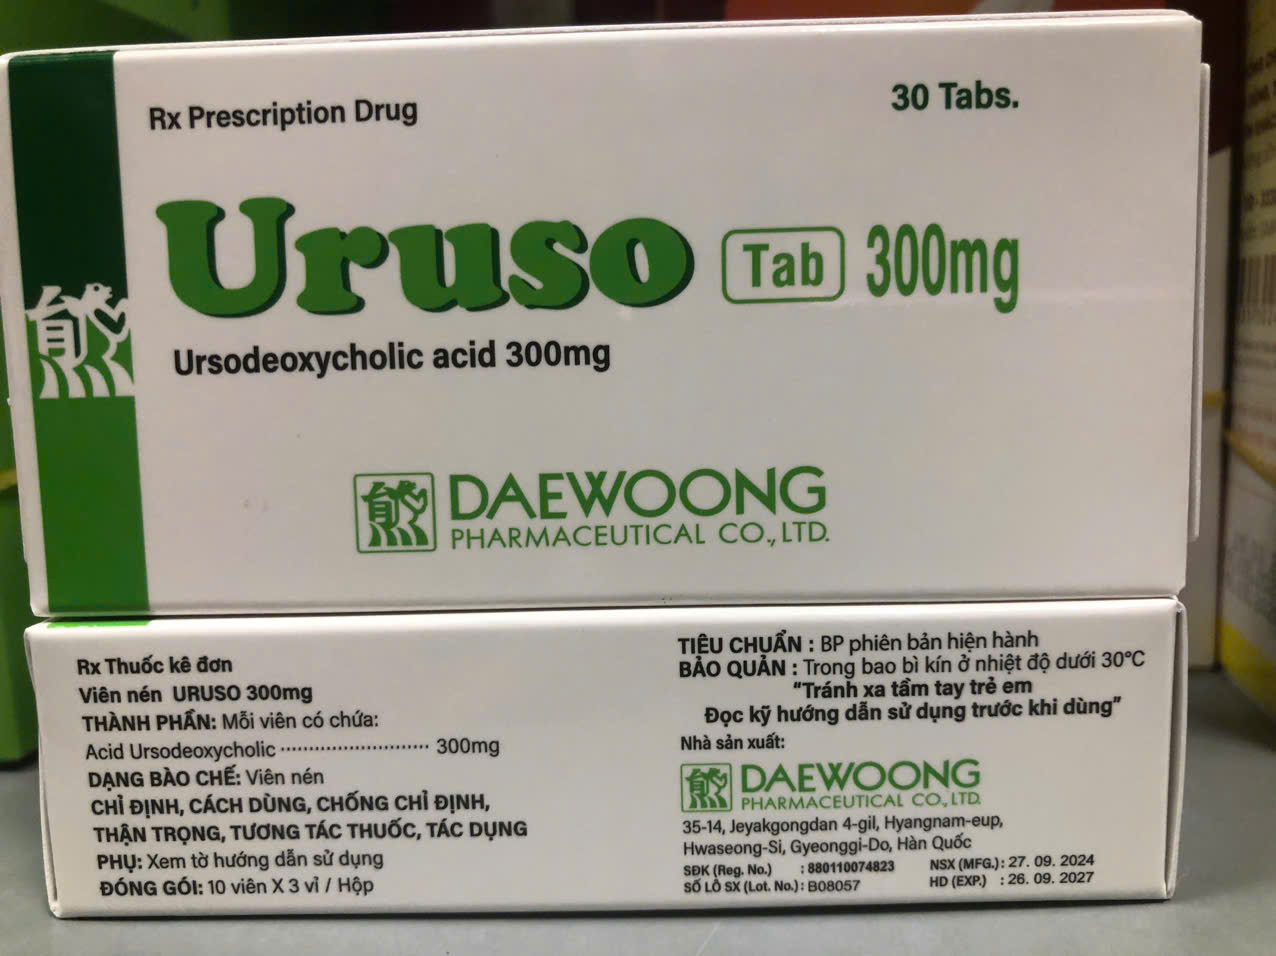 Rx Prescription Drug
30 Tabs.
Uruso Tab 300mg
Ursodeoxycholic acid 300mg
DAEWOONG
PHARMACEUTICAL CO., LTD.
Rx Thuốc kê đơn
Viên nén URUSO 300mg
THÀNH PHẦN: Mỗi viên có chứa:
Acid Ursodeoxycholic ........................... 300mg
DẠNG BÀO CHẾ: Viên nén
CHỈ ĐỊNH, CÁCH DÙNG, CHỐNG CHỈ ĐỊNH,
THẬN TRỌNG, TƯƠNG TÁC THUỐC, TÁC DỤNG
PHỤ: Xem tờ hướng dẫn sử dụng
ĐÓNG GÓI: 10 viên X 3 vỉ / Hộp
TIÊU CHUẨN : BP phiên bản hiện hành
BẢO QUẢN : Trong bao bì kín ở nhiệt độ dưới 30°C
“Tránh xa tầm tay trẻ em
Đọc kỹ hướng dẫn sử dụng trước khi dùng”
Nhà sản xuất:
DAEWOONG
PHARMACEUTICAL CO., LTD.
35-14, Jeyakgongdan 4-gil, Hyangnam-eup,
Hwaseong-Si, Gyeonggi-Do, Hàn Quốc
SĐK (Reg. No.) : 880110074823
SỐ LÔ SX (Lot. No.) : B08057
NSX (MFG.) : 27. 09. 2024
HD (EXP.) : 26. 09. 2027